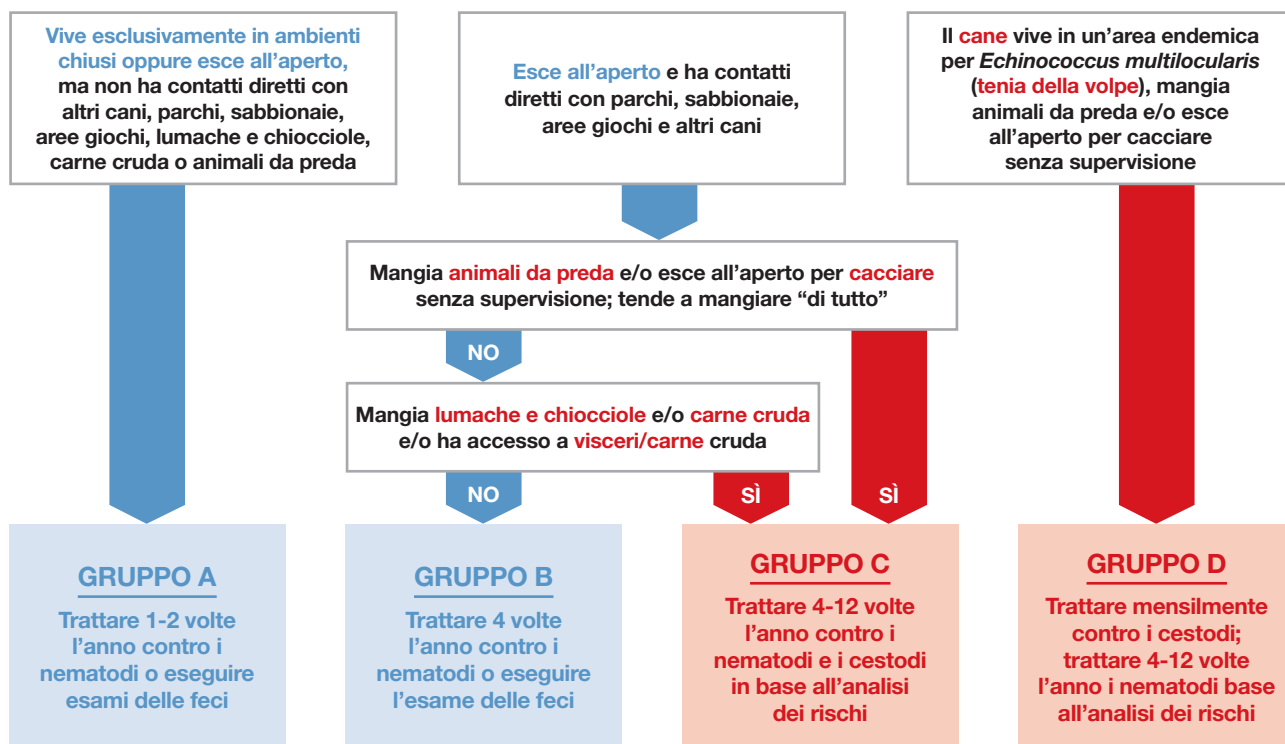 Vive esclusivamente in ambienti
chiusi oppure esce all'aperto,
ma non ha contatti diretti con
altri cani, parchi, sabbionaie,
aree giochi, lumache e chiocciole,
carne cruda o animali da preda
Esce all'aperto e ha contatti
diretti con parchi, sabbionaie,
aree giochi e altri cani
Il cane vive in un'area endemica
per Echinococcus multilocularis
(tenia della volpe), mangia
animali da preda e/o esce
all'aperto per cacciare
senza supervisione
Mangia animali da preda e/o esce all'aperto per cacciare
senza supervisione; tende a mangiare “di tutto”
NO
Mangia lumache e chiocciole e/o carne cruda
e/o ha accesso a visceri/carne cruda
NO
SÌ
SÌ
GRUPPO A
Trattare 1-2 volte
l'anno contro i
nematodi o eseguire
esami delle feci
GRUPPO B
Trattare 4 volte
l'anno contro i
nematodi o eseguire
l'esame delle feci
GRUPPO C
Trattare 4-12 volte
l'anno contro i
nematodi e i cestodi
in base all'analisi
dei rischi
GRUPPO D
Trattare mensilmente
contro i cestodi;
trattare 4-12 volte
l'anno i nematodi base
all'analisi dei rischi